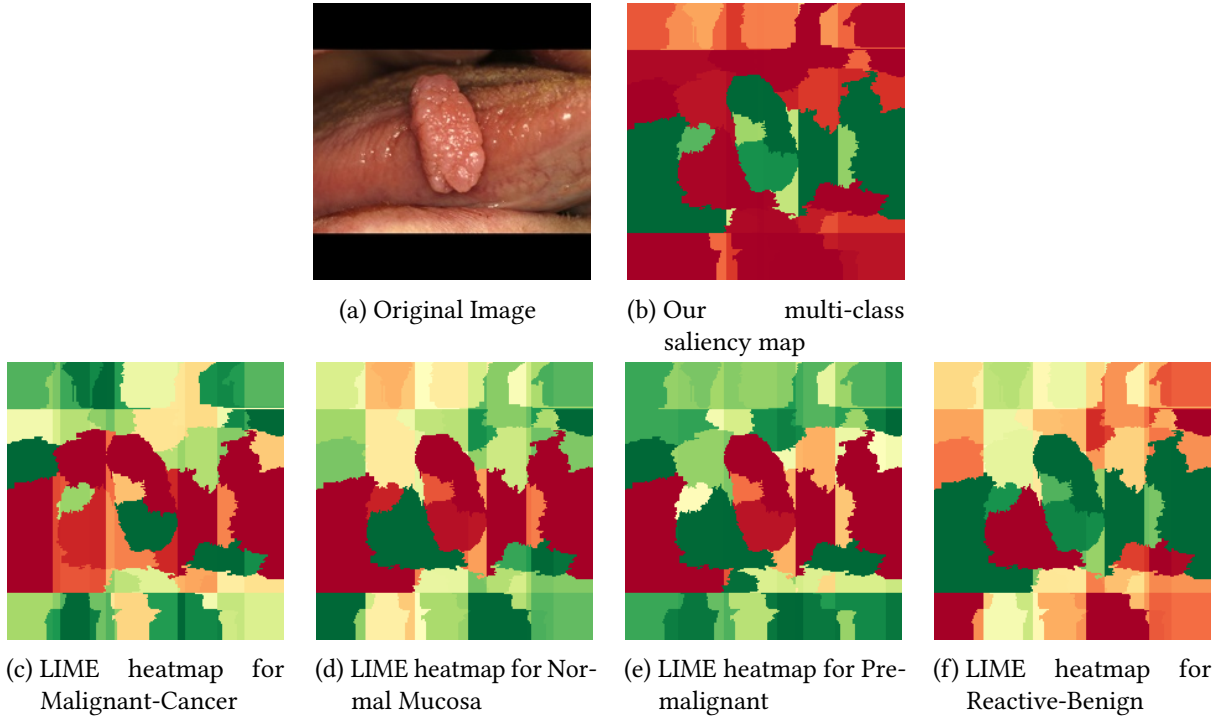 (a) Original Image
(b) Our multi-class
saliency map
(c) LIME heatmap for
Malignant-Cancer
(d) LIME heatmap for Nor-
mal Mucosa
(e) LIME heatmap for Pre-
malignant
(f) LIME heatmap for
Reactive-Benign